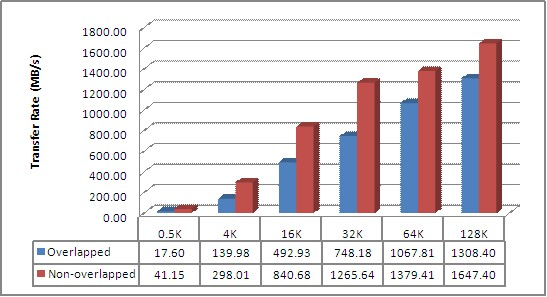 Transfer Rate (MB/s)
1800.00
1600.00
1400.00
1200.00
1000.00
800.00
600.00
400.00
200.00
0.00
0.5K 4K 16K 32K 64K 128K
Overlapped 17.60 139.98 492.93 748.18 1067.81 1308.40
Non-overlapped 41.15 298.01 840.68 1265.64 1379.41 1647.40